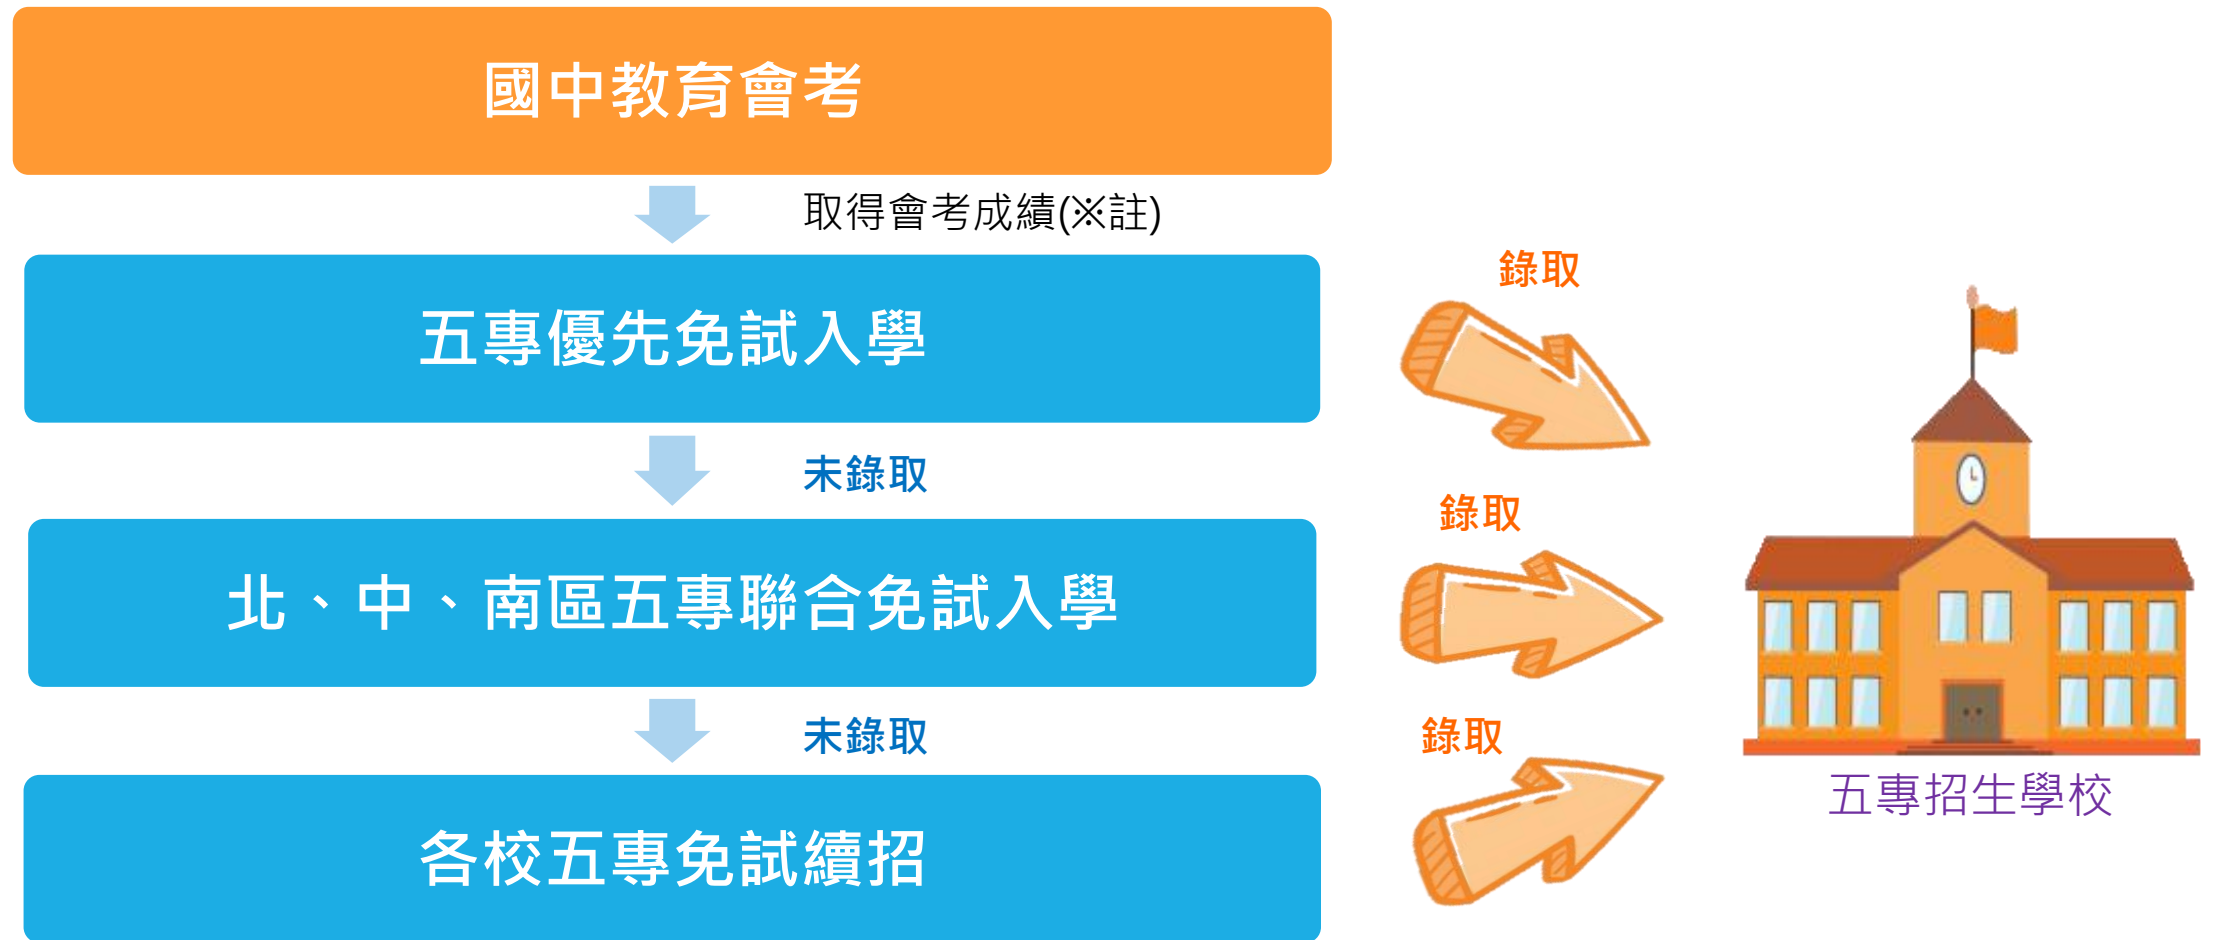 國中教育會考
取得會考成績(※註)
五專優先免試入學
錄取
未錄取
北、中、南區五專聯合免試入學
錄取
未錄取
各校五專免試續招
錄取
五專招生學校